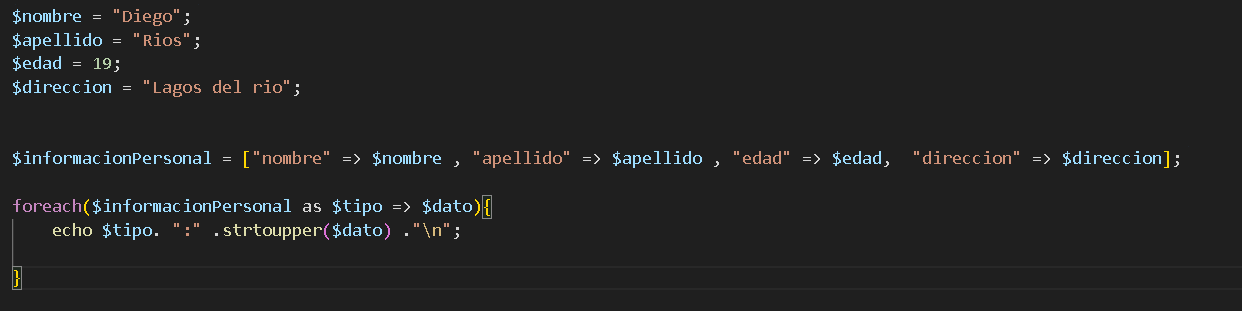 $nombre = "Diego";
$apellido = "Rios";
$edad = 19;
$direccion = "Lagos del rio";
$informacionPersonal = ["nombre" => $nombre , "apellido" => $apellido , "edad" => $edad,  "direccion" => $direccion];
foreach($informacionPersonal as $tipo => $dato){
    echo $tipo. ":" .strtoupper($dato) ."\n";
}